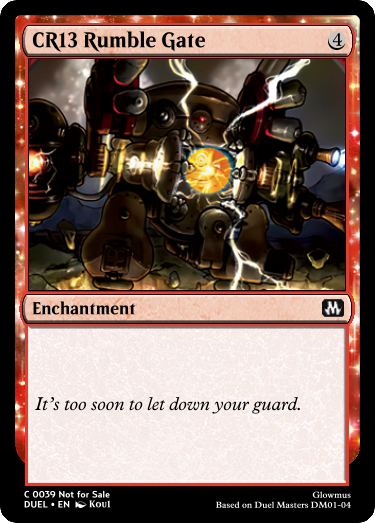 CR13 Rumble Gate 4
Enchantment
It's too soon to let down your guard.
C 0039 Not for Sale
DUEL • EN Koul
Glowmus
Based on Duel Masters DM01-04